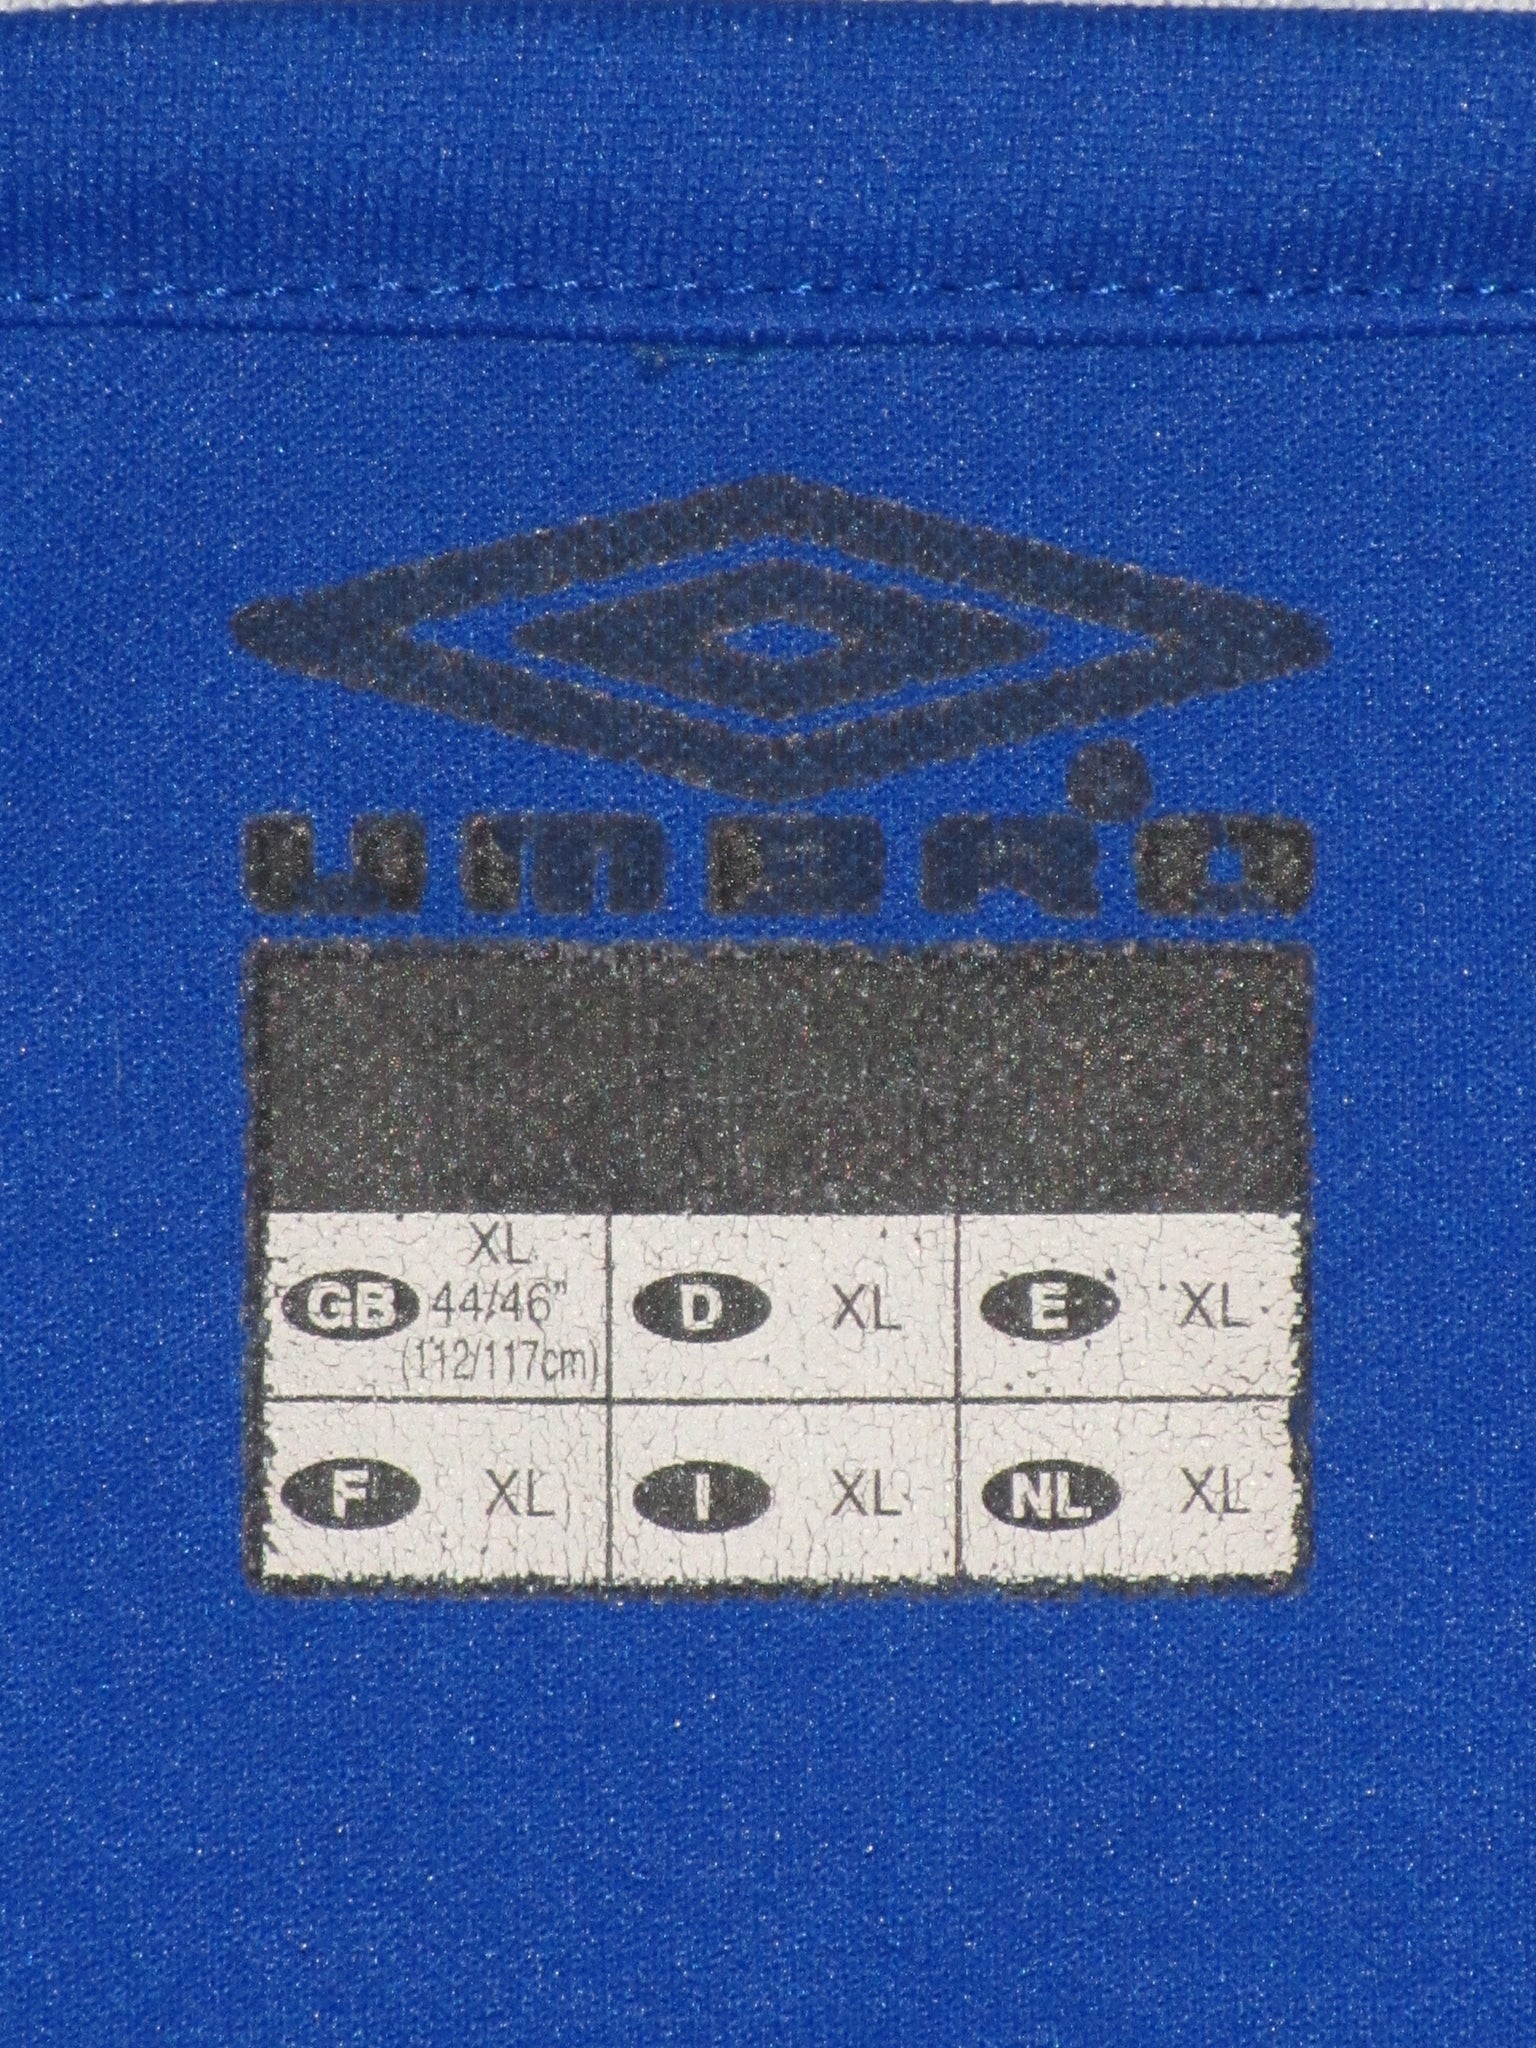 UMBRO
GB XL 44/46" (112/117cm)
D XL
E XL
F XL
I XL
NL XL